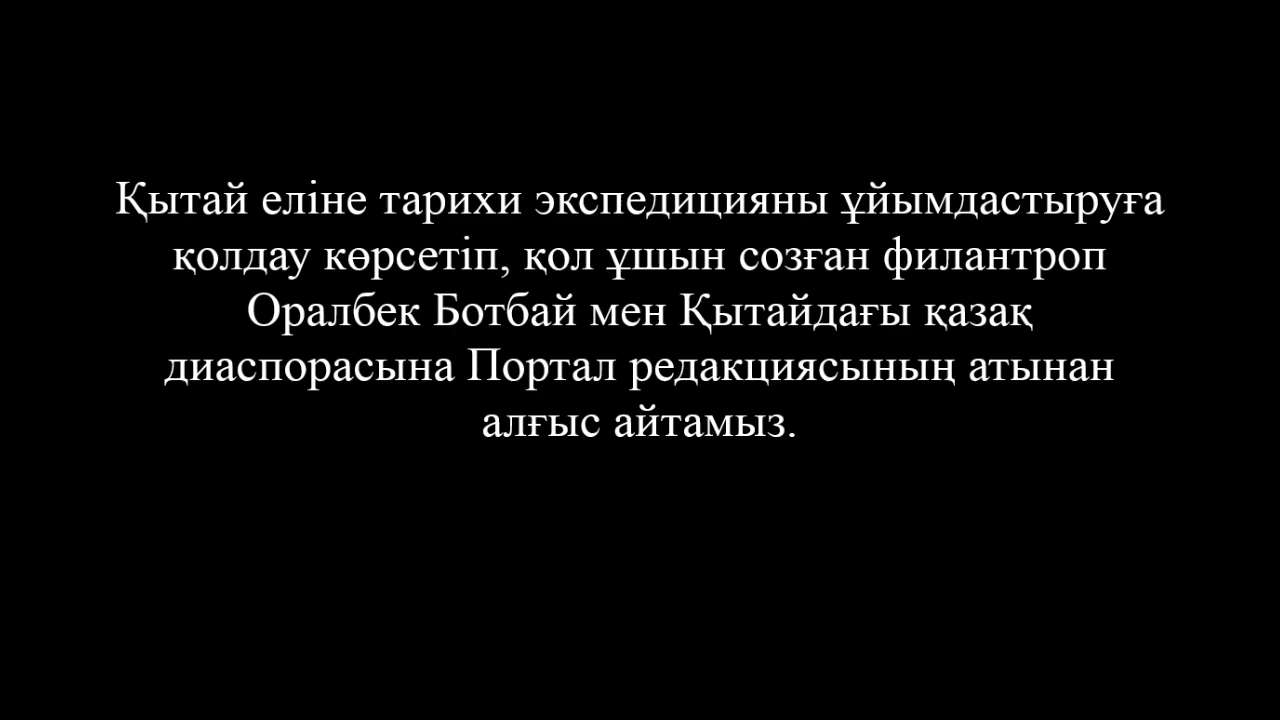 Қытай еліне тарихи экспедицияны ұйымдастыруға
қолдау көрсетіп, қол ұшын созған филантроп
Оралбек Ботбай мен Қытайдағы қазақ
диаспорасына Портал редакциясының атынан
алғыс айтамыз.